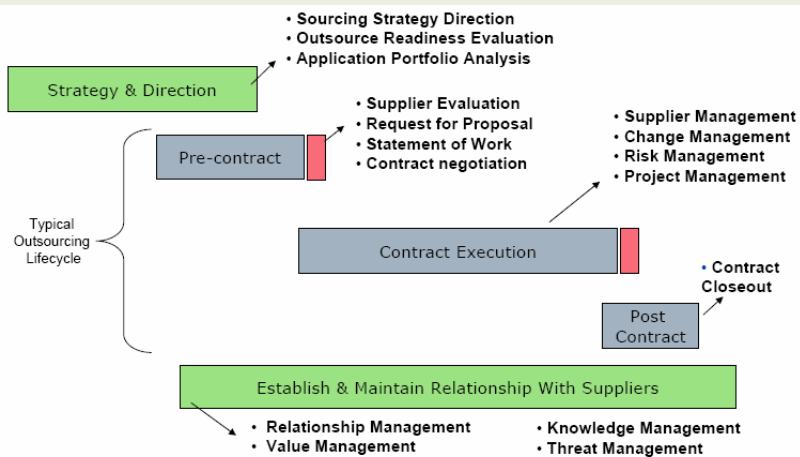 • Sourcing Strategy Direction
• Outsource Readiness Evaluation
• Application Portfolio Analysis
Strategy & Direction
• Supplier Evaluation
• Request for Proposal
• Statement of Work
• Contract negotiation
Pre-contract
• Supplier Management
• Change Management
• Risk Management
• Project Management
Typical
Outsourcing
Lifecycle
Contract Execution
• Contract
Closeout
Post
Contract
Establish & Maintain Relationship With Suppliers
• Relationship Management
• Value Management
• Knowledge Management
• Threat Management